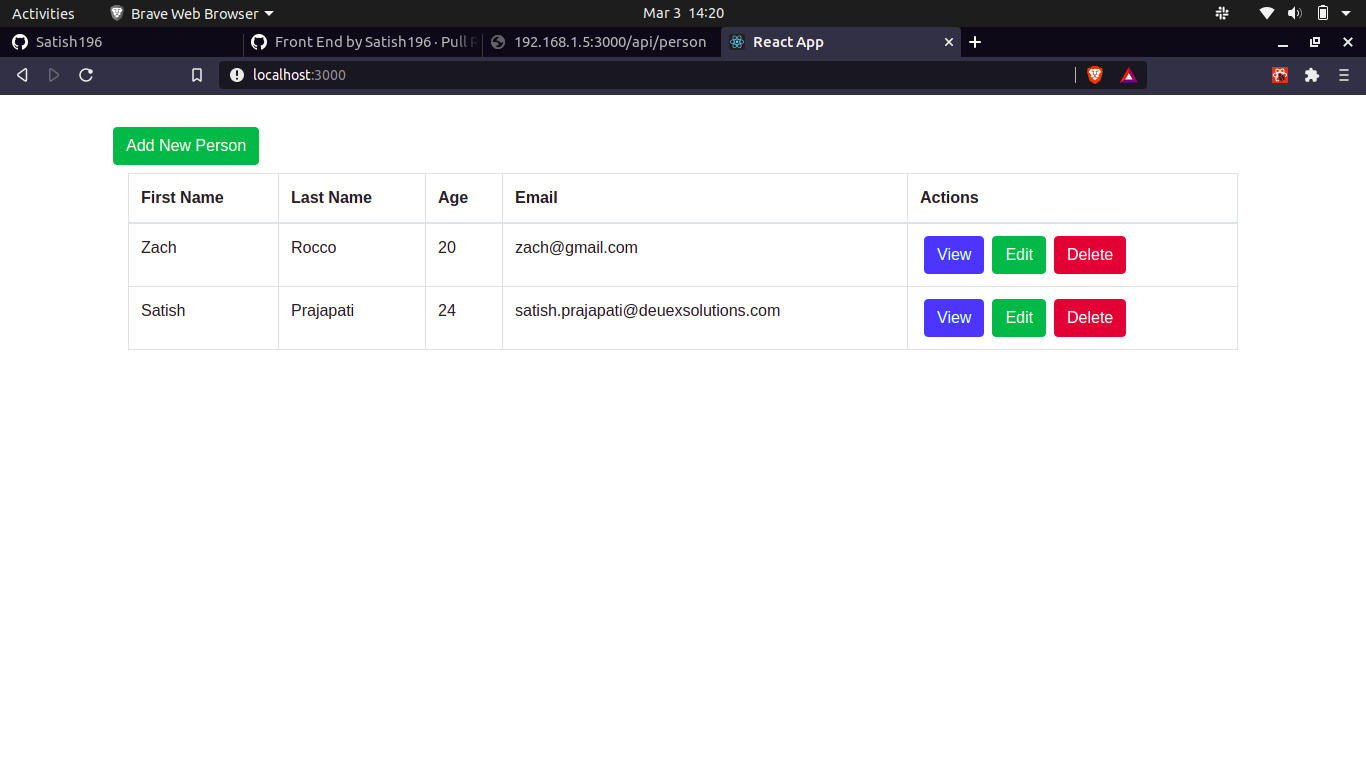 Activities Brave Web Browser Mar 3 14:20
Satish196 Front End by Satish196 · Pull R 192.168.1.5:3000/api/person React App
localhost:3000
Add New Person
First Name Last Name Age Email Actions
Zach Rocco 20 zach@gmail.com View Edit Delete
Satish Prajapati 24 satish.prajapati@deuexsolutions.com View Edit Delete